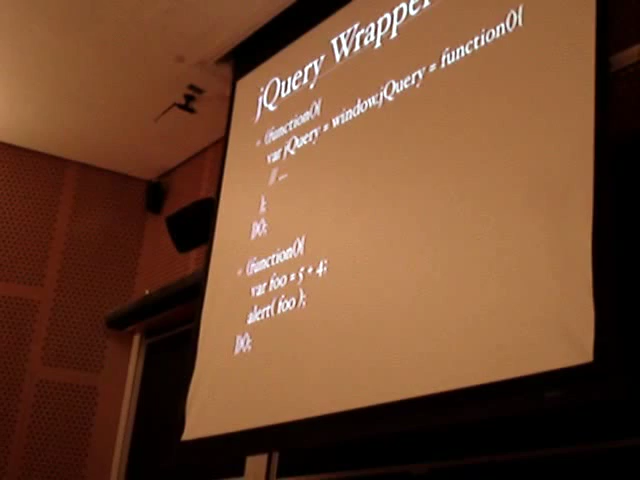 jQuery Wrapper
- (function(){
var jQuery = window.jQuery = function(){
// ...
};
})();
- (function(){
var foo = 5 + 4;
alert( foo );
})();